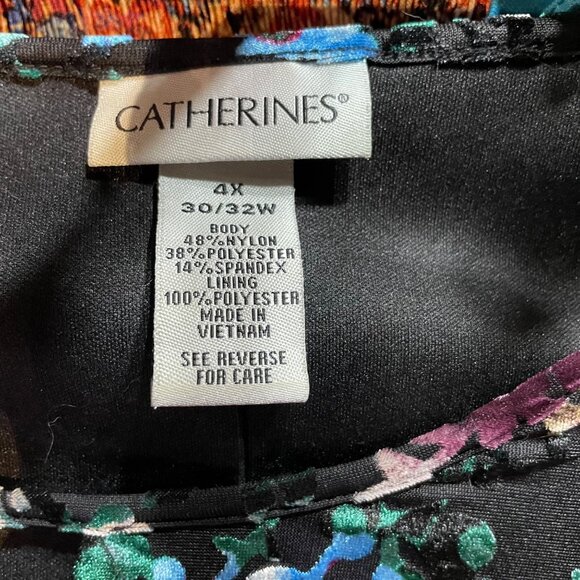 CATHERINES®
4X
30/32W
BODY
48%NYLON
38%POLYESTER
14%SPANDEX
LINING
100%POLYESTER
MADE IN
VIETNAM
SEE REVERSE
FOR CARE